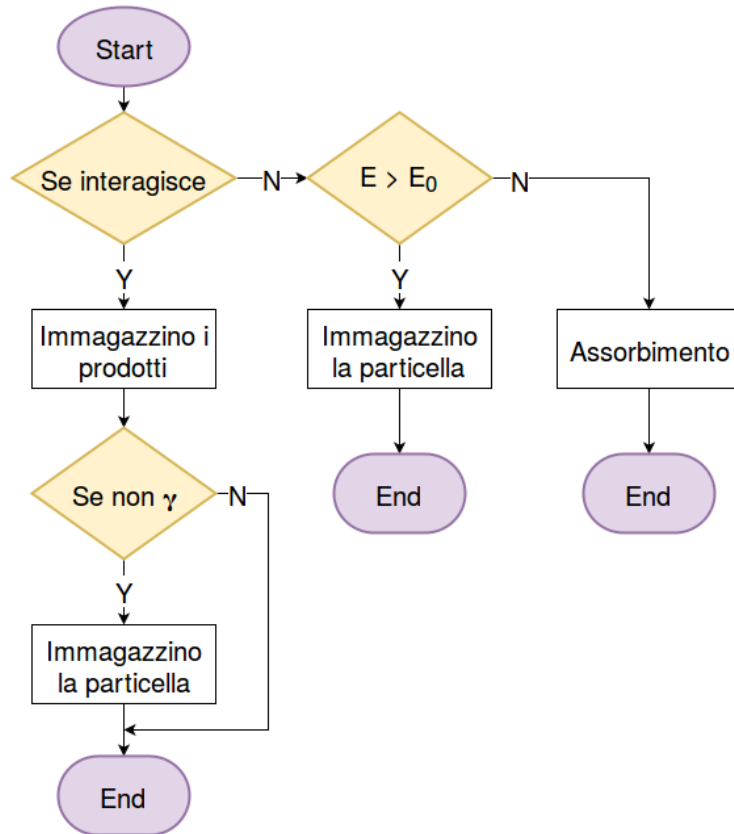 Start
Se interagisce
N
E > E₀
N
Y
Y
Immagazzino i
prodotti
Immagazzino
la particella
Assorbimento
Se non γ
N
End
End
Y
Immagazzino
la particella
End